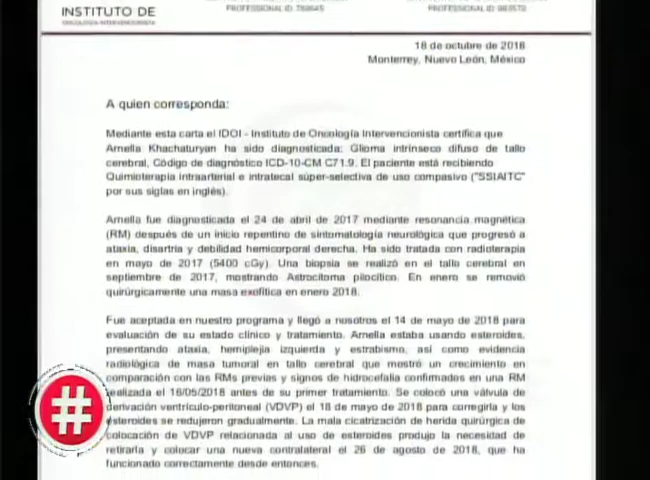 INSTITUTO DE
ONCOLOGÍA INTERVENCIONISTA
PROFESSIONAL ID
PROFESSIONAL ID
18 de octubre de 2018
Monterrey, Nuevo León, México
A quien corresponda:
Mediante esta carta el IDOI - Instituto de Oncología Intervencionista certifica que
Amelia Khachaturyan ha sido diagnosticada: Glioma intrínseco difuso de tallo
cerebral, Código de diagnóstico ICD-10-CM C71.9. El paciente está recibiendo
Quimioterapia intraarterial e intratecal súper-selectiva de uso compasivo ("SSIAITC"
por sus siglas en inglés).
Amelia fue diagnosticada el 24 de abril de 2017 mediante resonancia magnética
(RM) después de un inicio repentino de sintomatología neurológica que progresó a
ataxia, disartria y debilidad hemicorporal derecha. Ha sido tratada con radioterapia
en mayo de 2017 (5400 cGy). Una biopsia se realizó en el tallo cerebral en
septiembre de 2017, mostrando Astrocitoma pilocítico. En enero se removió
quirúrgicamente una masa exofítica en enero 2018.
Fue aceptada en nuestro programa y llegó a nosotros el 14 de mayo de 2018 para
evaluación de su estado clínico y tratamiento. Amelia estaba usando esteroides,
presentando ataxia, hemiplejia izquierda y estrabismo, así como evidencia
radiológica de masa tumoral en tallo cerebral que mostró un crecimiento en
comparación con las RMs previas y signos de hidrocefalia confirmados en una RM
realizada el 16/05/2018 antes de su primer tratamiento. Se colocó una válvula de
derivación ventrículo-peritoneal (VDVP) el 18 de mayo de 2018 para corregirla y los
esteroides se redujeron gradualmente. La mala cicatrización de herida quirúrgica de
colocación de VDVP relacionada al uso de esteroides produjo la necesidad de
retirarla y colocar una nueva contralateral el 26 de agosto de 2018, que ha
funcionado correctamente desde entonces.
#